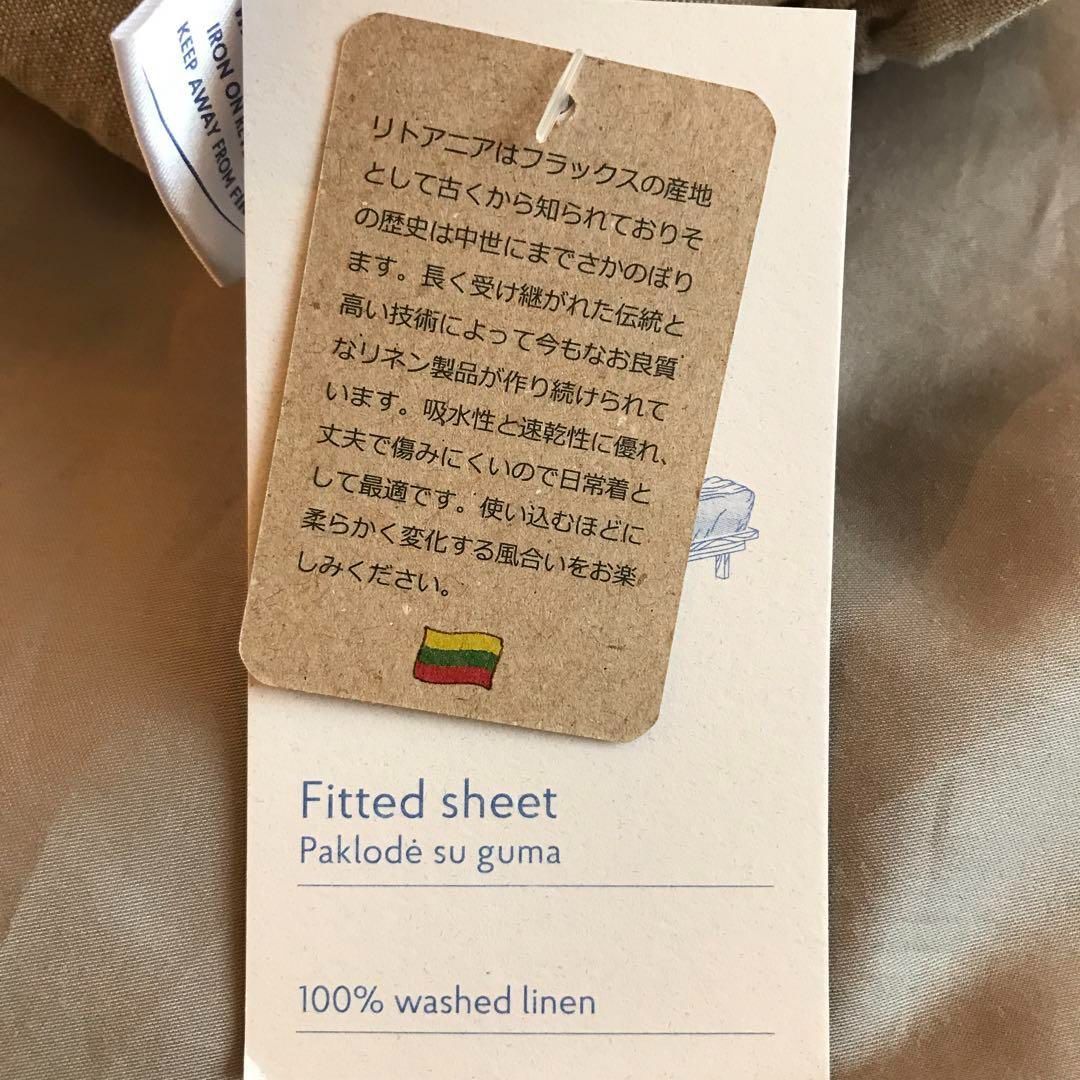 IRON ON REV
KEEP AWAY FROM FI
リトアニアはフラックスの産地
として古くから知られておりそ
の歴史は中世にまでさかのぼり
ます。長く受け継がれた伝統と
高い技術によって今もなお良質
なリネン製品が作り続けられて
います。吸水性と速乾性に優れ、
丈夫で傷みにくいので日常着と
して最適です。使い込むほどに
柔らかく変化する風合いをお楽
しみください。
Fitted sheet
Paklodė su guma
100% washed linen